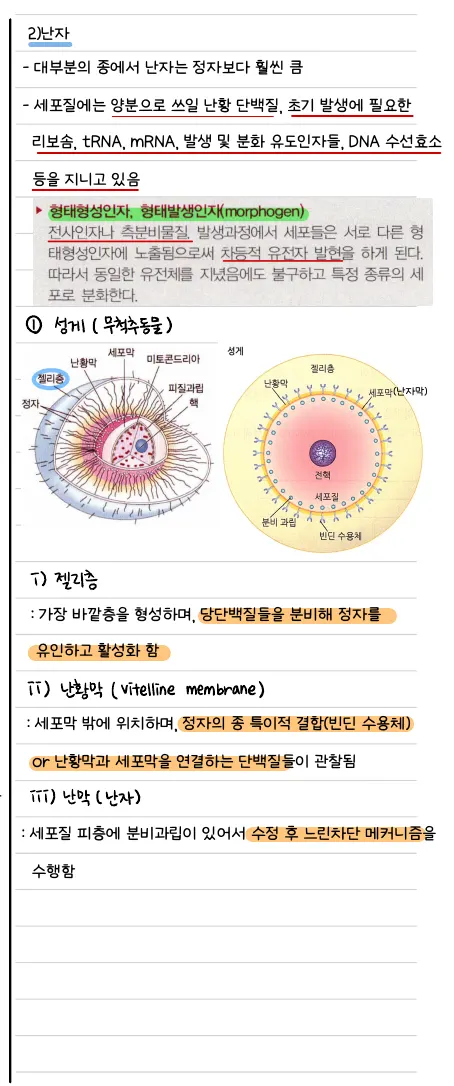 2)난자
- 대부분의 종에서 난자는 정자보다 훨씬 큼
- 세포질에는 양분으로 쓰일 난황 단백질, 초기 발생에 필요한
리보솜, tRNA, mRNA, 발생 및 분화 유도인자들, DNA 수선효소
등을 지니고 있음
▶ 형태형성인자, 형태발생인자(morphogen)
전사인자나 측분비물질. 발생과정에서 세포들은 서로 다른 형
태형성인자에 노출됨으로써 차등적 유전자 발현을 하게 된다.
따라서 동일한 유전체를 지녔음에도 불구하고 특정 종류의 세
포로 분화한다.
① 성게 (무척추동물)
세포막
난황막
미토콘드리아
젤리층
피질과립
핵
정자
성게
젤리층
난황막
세포막(난자막)
전핵
세포질
분비 과립
빈딘 수용체
i) 젤리층
: 가장 바깥층을 형성하며, 당단백질들을 분비해 정자를
유인하고 활성화 함
ii) 난황막 (vitelline membrane)
: 세포막 밖에 위치하며, 정자의 종 특이적 결합(빈딘 수용체)
or 난황막과 세포막을 연결하는 단백질들이 관찰됨
iii) 난막 (난자)
: 세포질 피층에 분비과립이 있어서 수정 후 느린차단 메커니즘을
수행함